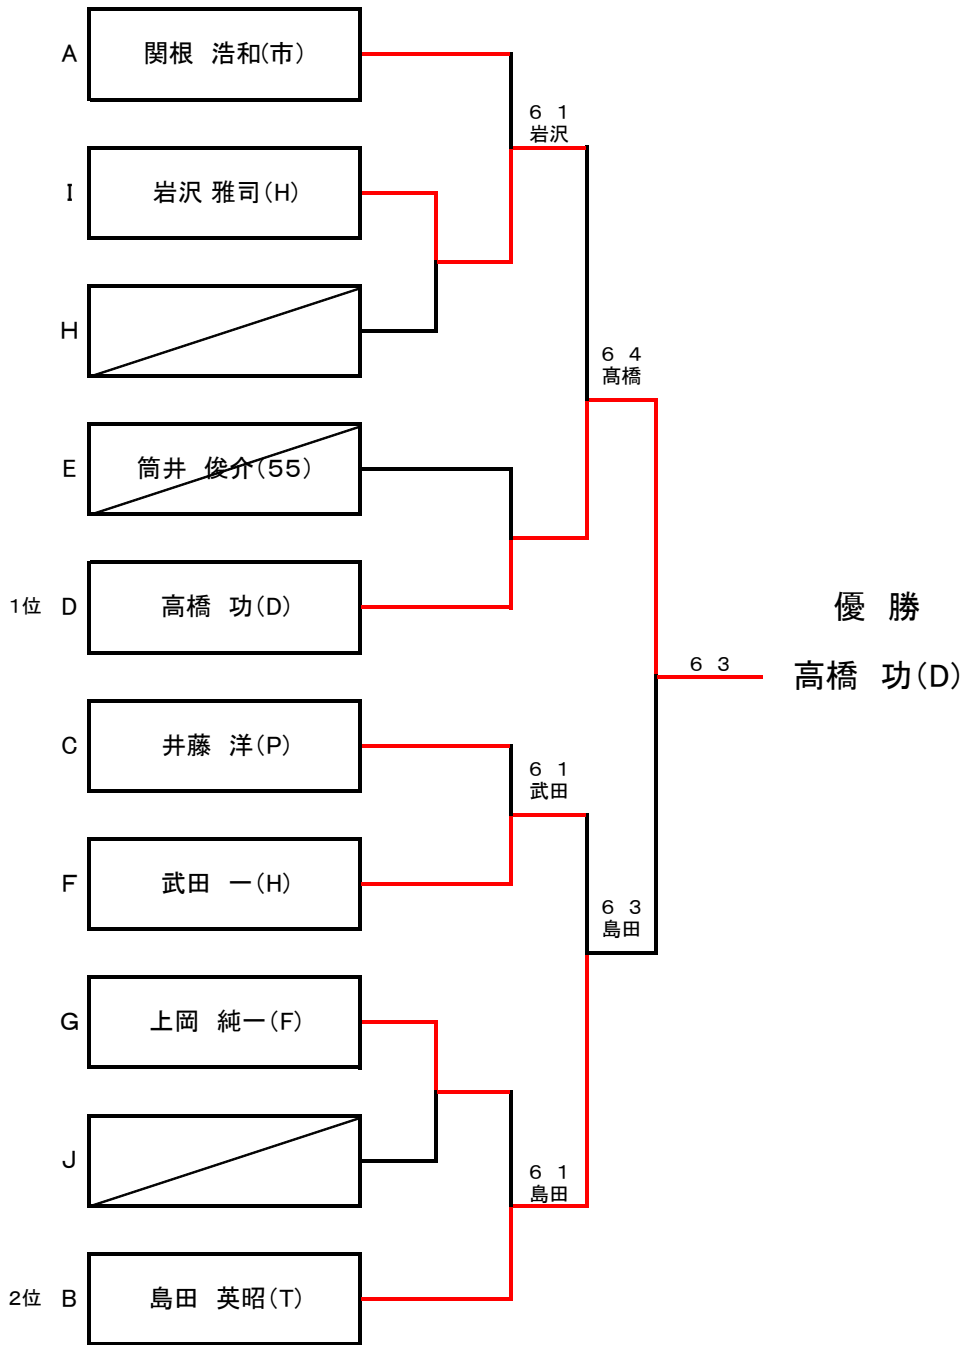 A 関根 浩和(市)
6 1
岩沢
I 岩沢 雅司(H)
H
6 4
髙橋
E 筒井 俊介(55)
1位 D 高橋 功(D)
優 勝
6 3
高橋 功(D)
C 井藤 洋(P)
6 1
武田
F 武田 一(H)
6 3
島田
G 上岡 純一(F)
J
6 1
島田
2位 B 島田 英昭(T)